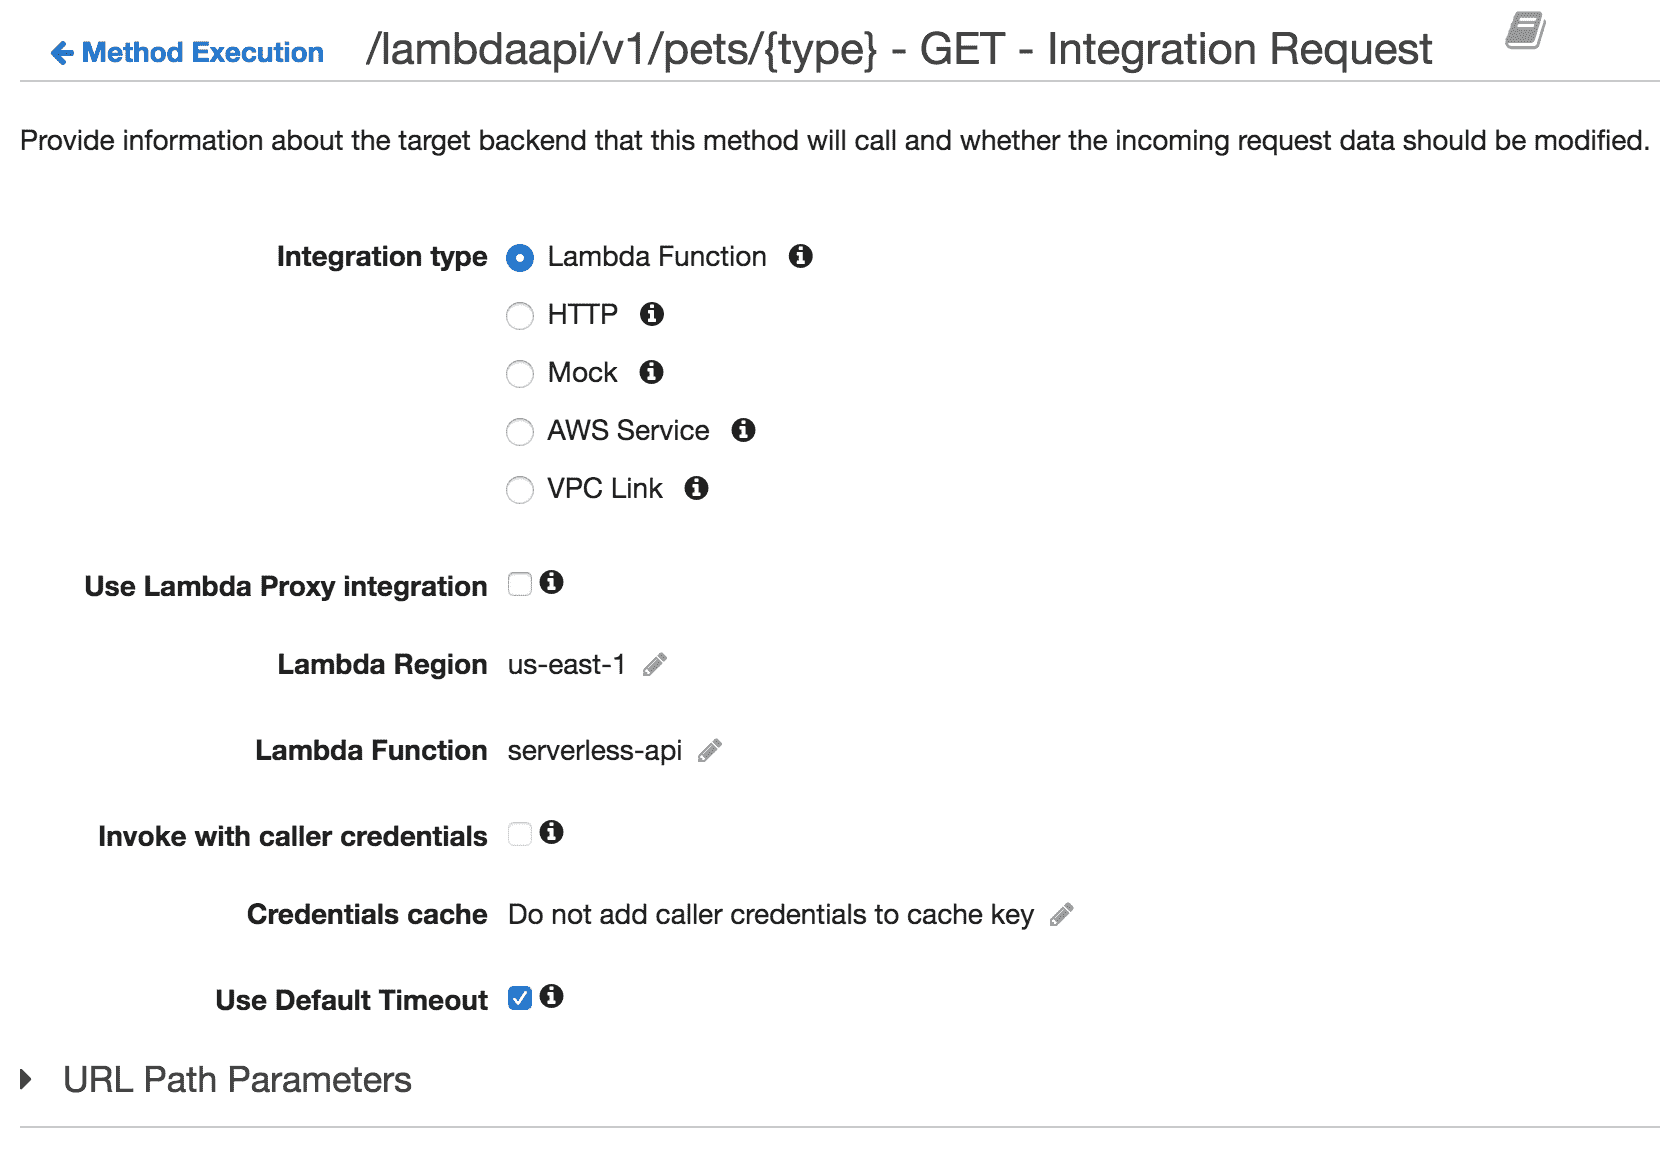 Method Execution /lambdaapi/v1/pets/{type} - GET - Integration Request
Provide information about the target backend that this method will call and whether the incoming request data should be modified.
Integration type Lambda Function
HTTP
Mock
AWS Service
VPC Link
Use Lambda Proxy integration
Lambda Region us-east-1
Lambda Function serverless-api
Invoke with caller credentials
Credentials cache Do not add caller credentials to cache key
Use Default Timeout
URL Path Parameters